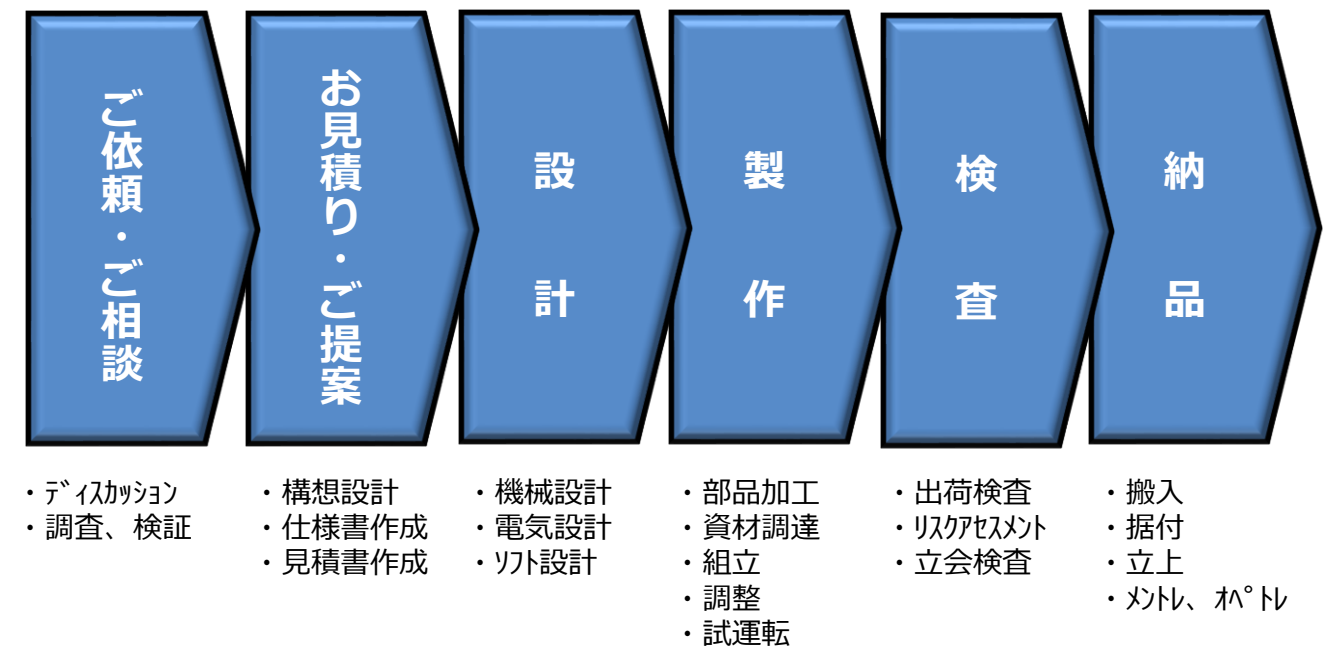 ご依頼・ご相談
お見積り・ご提案
設計
製作
検査
納品
・ﾃﾞｨｽｶｯｼｮﾝ
・調査、検証
・構想設計
・仕様書作成
・見積書作成
・機械設計
・電気設計
・ｿﾌﾄ設計
・部品加工
・資材調達
・組立
・調整
・試運転
・出荷検査
・ﾘｽｸｱｾｽﾒﾝﾄ
・立会検査
・搬入
・据付
・立上
・ﾒﾝﾄﾚ、ｵﾍﾟﾄﾚ